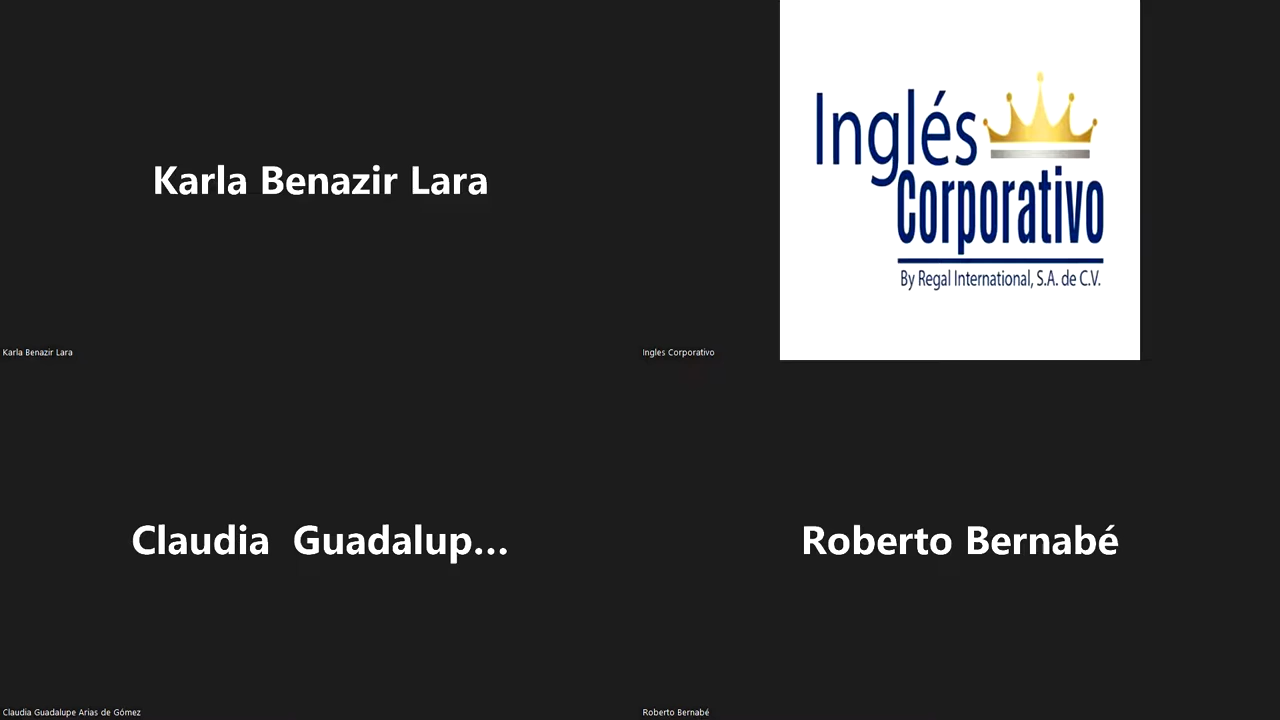 Karla Benazir Lara
Inglés
Corporativo
By Regal International, S.A. de C.V.
Karla Benazir Lara
Ingles Corporativo
Claudia  Guadalup...
Roberto Bernabé
Claudia Guadalupe Arias de Gómez
Roberto Bernabé